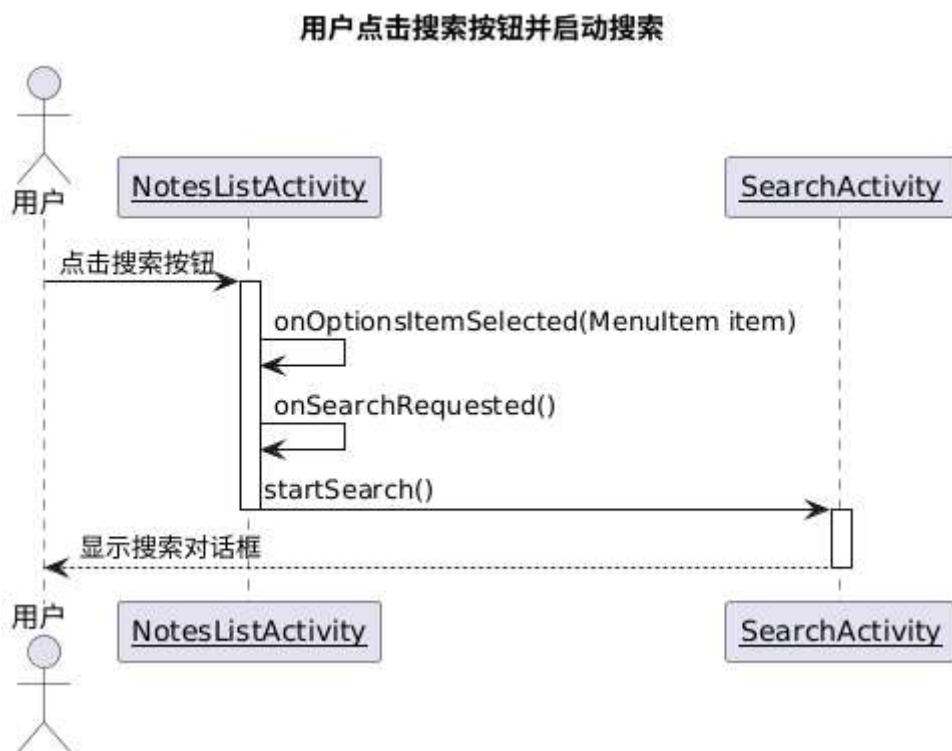 用户点击搜索按钮并启动搜索
用户
NotesListActivity
SearchActivity
点击搜索按钮
onOptionsItemSelected(MenuItem item)
onSearchRequested()
startSearch()
显示搜索对话框
用户
NotesListActivity
SearchActivity